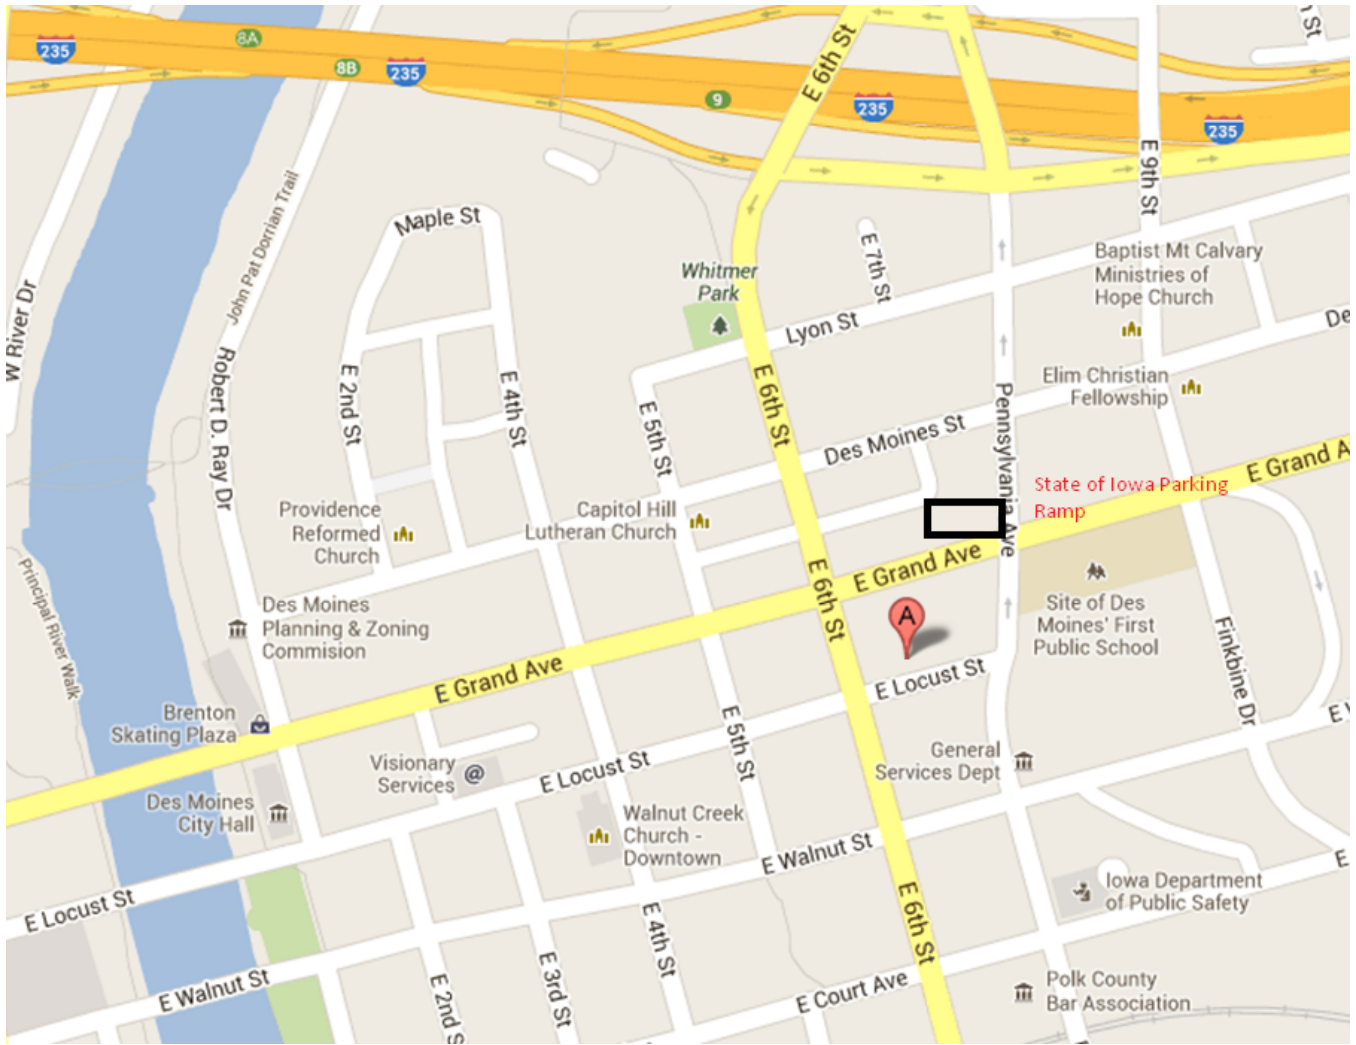 8A
235
8B
235
9
235
235
E 6th St
St
E 9th St
W River Dr
John Pat Dorrian Trail
Maple St
E 7th St
Whitmer
Park
Baptist Mt Calvary
Ministries of
Hope Church
Lyon St
De
Robert D. Ray Dr
E 2nd St
E 4th St
E 5th St
E 6th St
Pennsylvania Ave
Elim Christian
Fellowship
Des Moines St
E Grand A
State of Iowa Parking
Ramp
Providence
Reformed
Church
Capitol Hill
Lutheran Church
E Grand Ave
E 6th St
A
Site of Des
Moines' First
Public School
Finkbine Dr
Principal River Walk
Des Moines
Planning & Zoning
Commision
E Grand Ave
E Locust St
Brenton
Skating Plaza
E 5th St
General
Services Dept
Visionary
Services
@
E Locust St
Des Moines
City Hall
Walnut Creek
Church -
Downtown
E Walnut St
E
Iowa Department
of Public Safety
E Locust St
E 6th St
E 4th St
E 3rd St
E 2nd S
E Walnut St
E Court Ave
Polk County
Bar Association